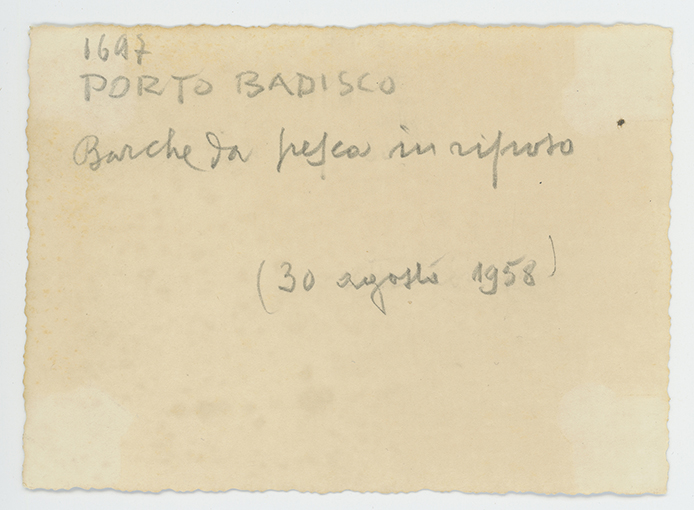 1697
PORTO BADISCO
Barche da pesca in riposo
(30 agosto 1958)